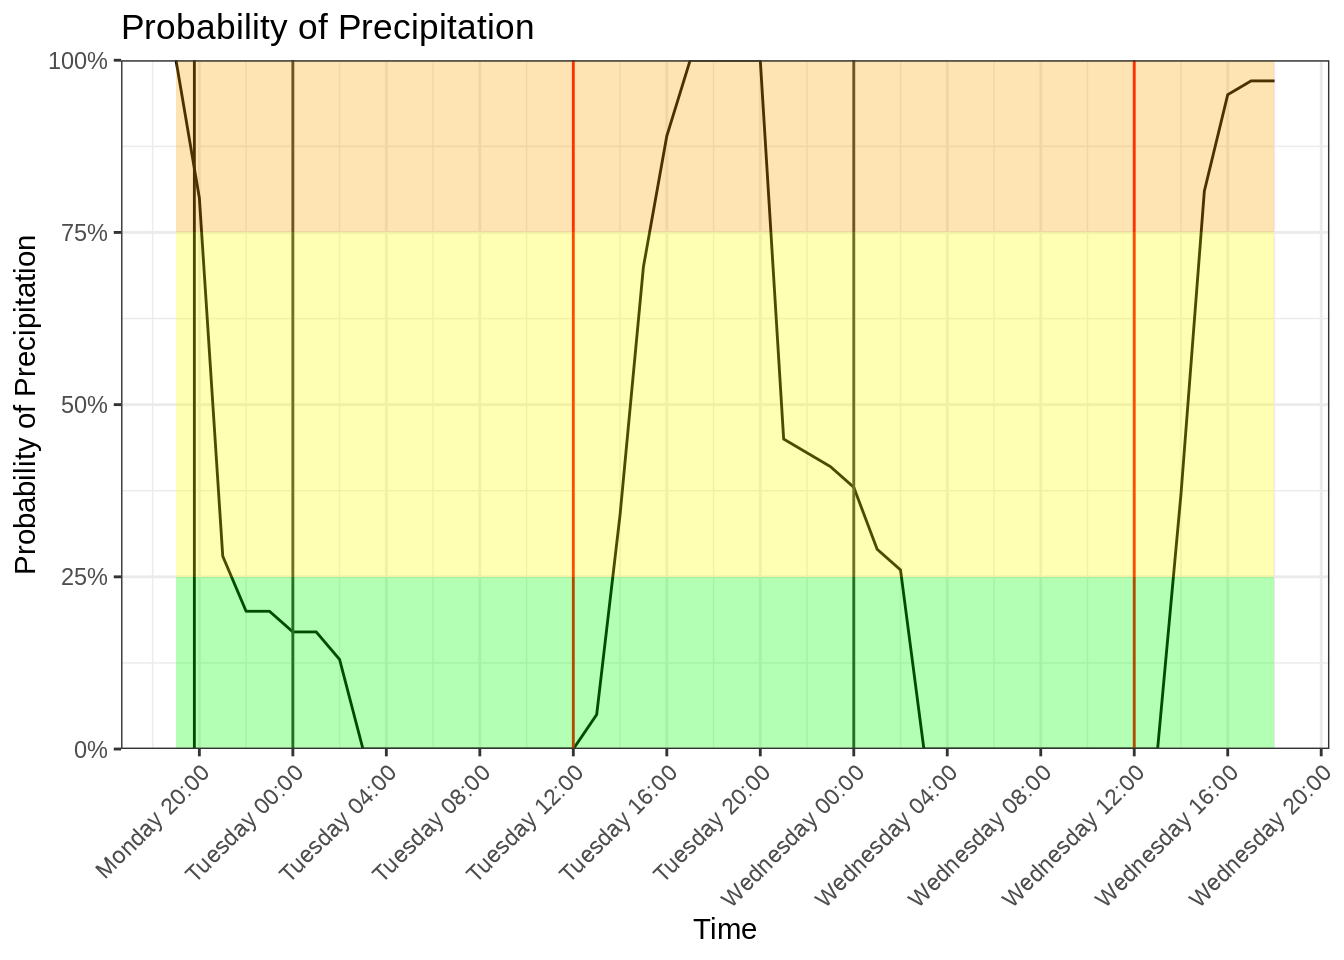 Probability of Precipitation
Probability of Precipitation
100%
75%
50%
25%
0%
Monday 20:00
Tuesday 00:00
Tuesday 04:00
Tuesday 08:00
Tuesday 12:00
Tuesday 16:00
Tuesday 20:00
Wednesday 00:00
Wednesday 04:00
Wednesday 08:00
Wednesday 12:00
Wednesday 16:00
Wednesday 20:00
Time